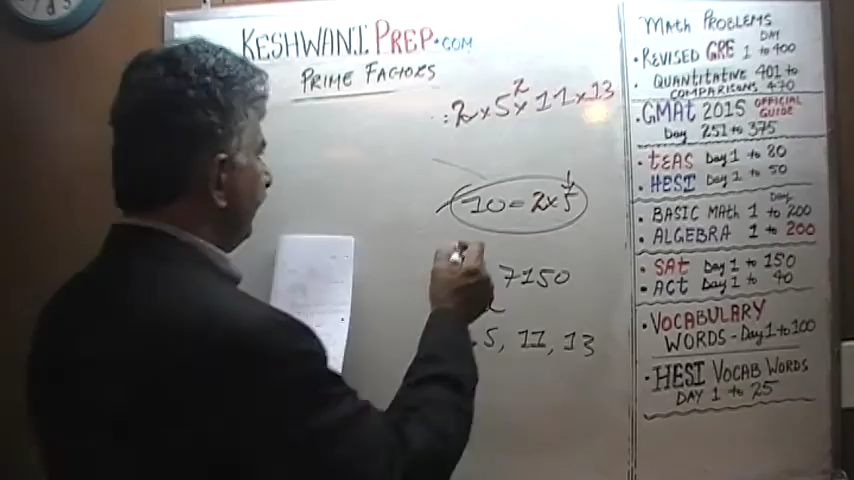 KESHWANI PREP.COM
PRIME FACTORS
: 2 x 5² x 11 x 13
10 = 2 x 5
7150
5, 11, 13
MATH PROBLEMS
DAY
• REVISED GRE 1 to 400
• QUANTITATIVE 401 to
COMPARISONS 470
• GMAT 2015 OFFICIAL GUIDE
Day 251 to 375
• TEAS Day 1 to 80
• HESI Day 1 to 50
Day
• BASIC MATH 1 to 200
• ALGEBRA 1 to 200
• SAT Day 1 to 150
• ACT Day 1 to 40
• VOCABULARY
WORDS - Day 1 to 100
• HESI VOCAB WORDS
DAY 1 to 25